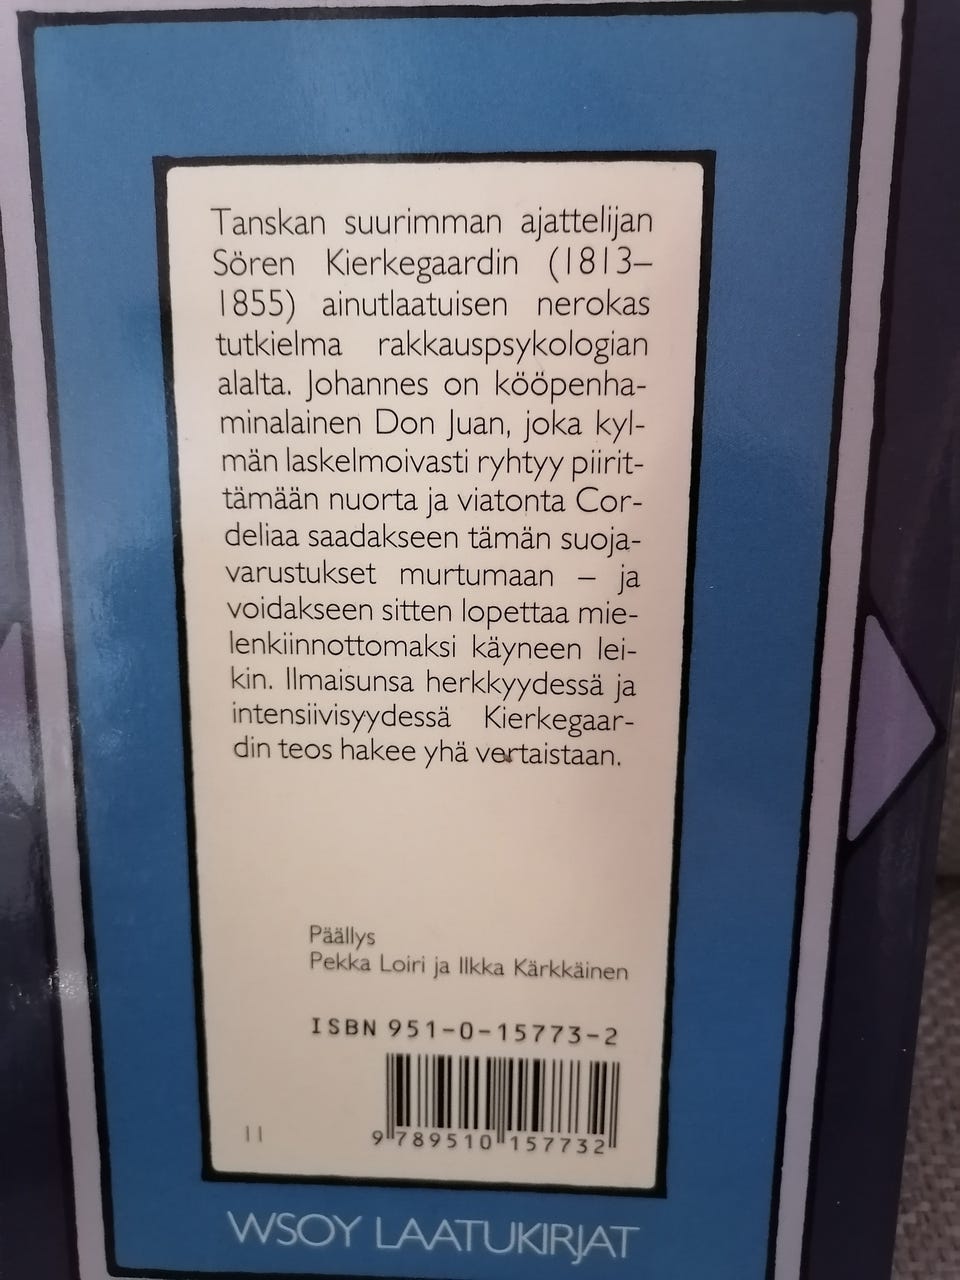 Tanskan suurimman ajattelijan
Sören Kierkegaardin (1813–
1855) ainutlaatuisen nerokas
tutkielma rakkauspsykologian
alalta. Johannes on kööpenha-
minalainen Don Juan, joka kyl-
män laskelmoivasti ryhtyy piirit-
tämään nuorta ja viatonta Cor-
deliaa saadakseen tämän suoja-
varustukset murtumaan – ja
voidakseen sitten lopettaa mie-
lenkiinnottomaksi käyneen lei-
kin. Ilmaisunsa herkkyydessä ja
intensiivisyydessä Kierkegaar-
din teos hakee yhä vertaistaan.
Päällys
Pekka Loiri ja Ilkka Kärkkäinen
ISBN 951-0-15773-2
11
9 789510 157732
WSOY LAATUKIRJAT